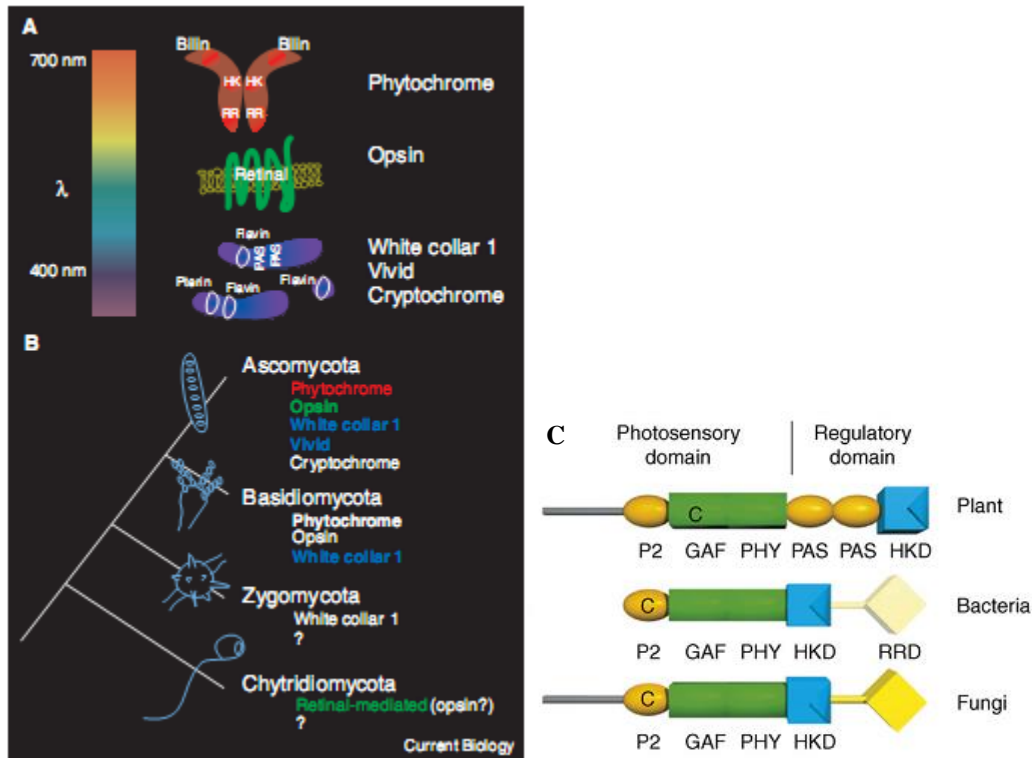 A
700 nm
λ
400 nm
Bilin Bilin
HK HK
RR RR
Phytochrome
Retinal
Opsin
Flavin
PAS PAS
Pterin Flavin Flavin
White collar 1
Vivid
Cryptochrome
B
Ascomycota
Phytochrome
Opsin
White collar 1
Vivid
Cryptochrome
Basidiomycota
Phytochrome
Opsin
White collar 1
Zygomycota
White collar 1
?
Chytridiomycota
Retinal-mediated (opsin?)
?
Current Biology
C
Photosensory
domain
Regulatory
domain
C
Plant
P2 GAF PHY PAS PAS HKD
C
Bacteria
P2 GAF PHY HKD RRD
C
Fungi
P2 GAF PHY HKD